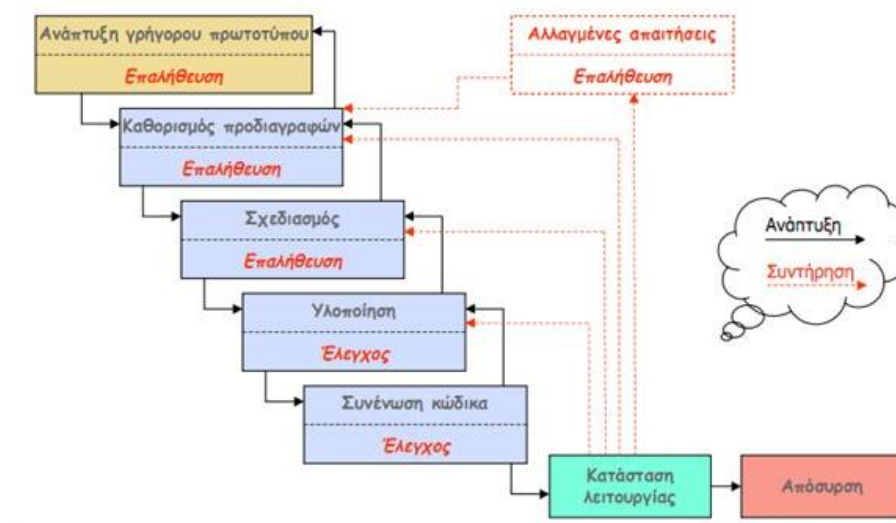 Ανάπτυξη γρήγορου πρωτοτύπου
Επαλήθευση
Αλλαγμένες απαιτήσεις
Επαλήθευση
Καθορισμός προδιαγραφών
Επαλήθευση
Σχεδιασμός
Επαλήθευση
Ανάπτυξη
Συντήρηση
Υλοποίηση
Έλεγχος
Συνένωση κώδικα
Έλεγχος
Κατάσταση
λειτουργίας
Απόσυρση